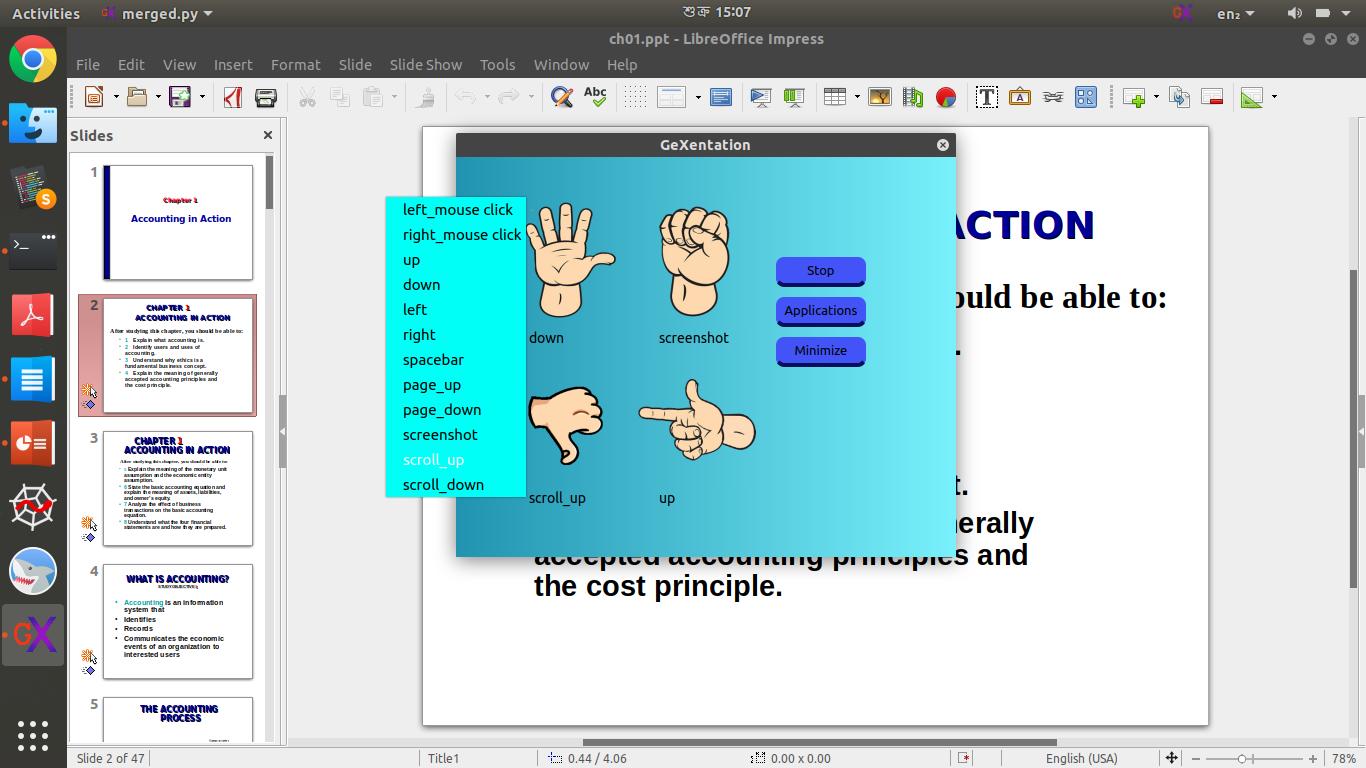 Activities
merged.py
শুক্র 15:07
en₂
ch01.ppt - LibreOffice Impress
File Edit View Insert Format Slide Slide Show Tools Window Help
Abc
Slides
1
Chapter 1
Accounting in Action
2
CHAPTER 1
ACCOUNTING IN ACTION
After studying this chapter, you should be able to:
1 Explain what accounting is.
2 Identify users and uses of
accounting.
3 Understand why ethics is a
fundamental business concept.
4 Explain the meaning of generally
accepted accounting principles and
the cost principle.
3
CHAPTER 1
ACCOUNTING IN ACTION
After studying this chapter, you should be able to:
5 Explain the meaning of the monetary unit
assumption and the economic entity
assumption.
6 State the basic accounting equation and
explain the meaning of assets, liabilities,
and owner's equity.
7 Analyze the effect of business
transactions on the basic accounting
equation.
8 Understand what the four financial
statements are and how they are prepared.
4
WHAT IS ACCOUNTING?
Accounting is an information
system that
Identifies
Records
Communicates the economic
events of an organization to
interested users
5
THE ACCOUNTING
PROCESS
GeXentation
left_mouse click
right_mouse click
up
down
left
right
spacebar
page_up
page_down
screenshot
scroll_up
scroll_down
down
screenshot
scroll_up
up
Stop
Applications
Minimize
ACTION
ould be able to:
.
t.
nerally
accepted accounting principles and
the cost principle.
GX
Slide 2 of 47
Title1
0.44 / 4.06
0.00 x 0.00
English (USA)
78%